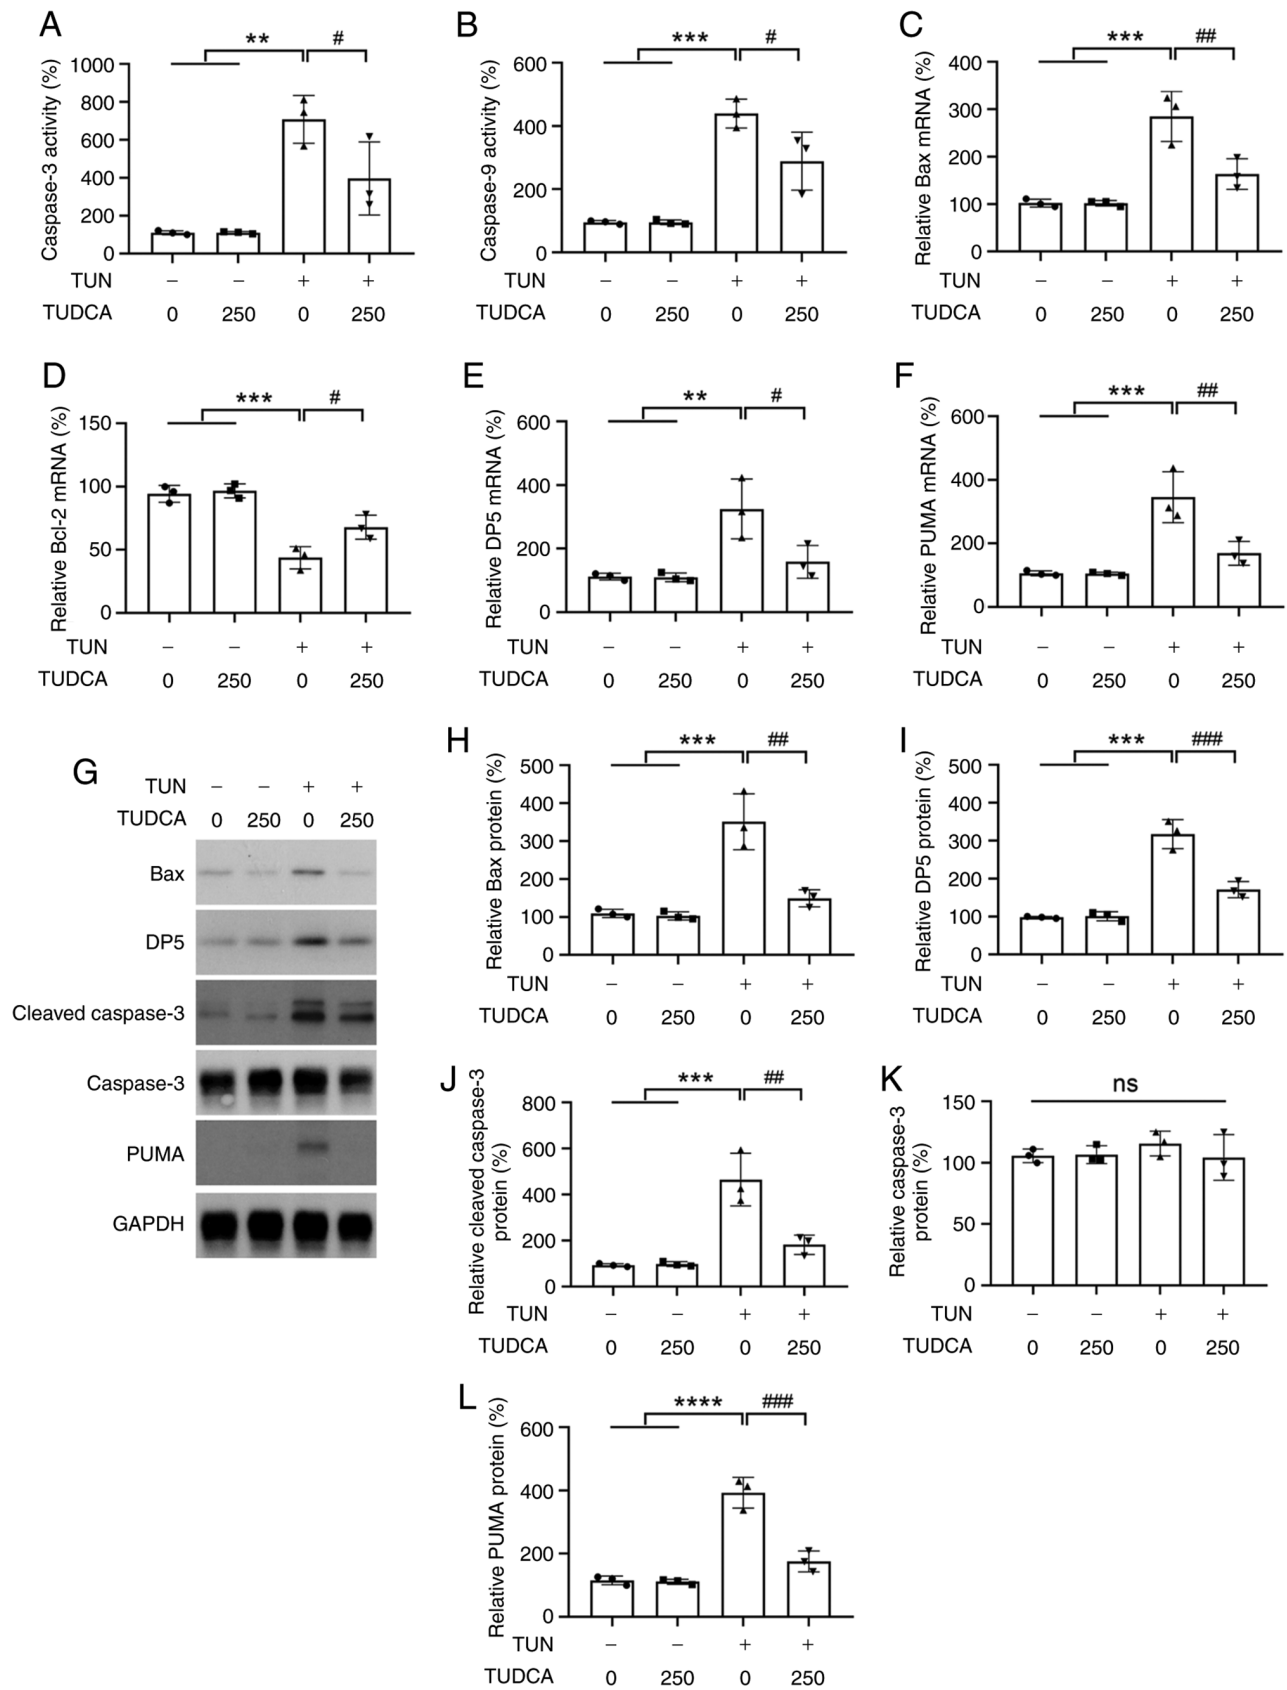 A
Caspase-3 activity (%)
** #
1000
800
600
400
200
0
TUN − − + +
TUDCA 0 250 0 250
B
Caspase-9 activity (%)
*** #
600
400
200
0
TUN − − + +
TUDCA 0 250 0 250
C
Relative Bax mRNA (%)
*** ##
400
300
200
100
0
TUN − − + +
TUDCA 0 250 0 250
D
Relative Bcl-2 mRNA (%)
*** #
150
100
50
0
TUN − − + +
TUDCA 0 250 0 250
E
Relative DP5 mRNA (%)
** #
600
400
200
0
TUN − − + +
TUDCA 0 250 0 250
F
Relative PUMA mRNA (%)
*** ##
600
400
200
0
TUN − − + +
TUDCA 0 250 0 250
G
TUN − − + +
TUDCA 0 250 0 250
Bax
DP5
Cleaved caspase-3
Caspase-3
PUMA
GAPDH
H
Relative Bax protein (%)
*** ##
500
400
300
200
100
0
TUN − − + +
TUDCA 0 250 0 250
I
Relative DP5 protein (%)
*** ###
500
400
300
200
100
0
TUN − − + +
TUDCA 0 250 0 250
J
Relative cleaved caspase-3
protein (%)
*** ##
800
600
400
200
0
TUN − − + +
TUDCA 0 250 0 250
K
Relative caspase-3
protein (%)
ns
150
100
50
0
TUN − − + +
TUDCA 0 250 0 250
L
Relative PUMA protein (%)
**** ###
600
400
200
0
TUN − − + +
TUDCA 0 250 0 250